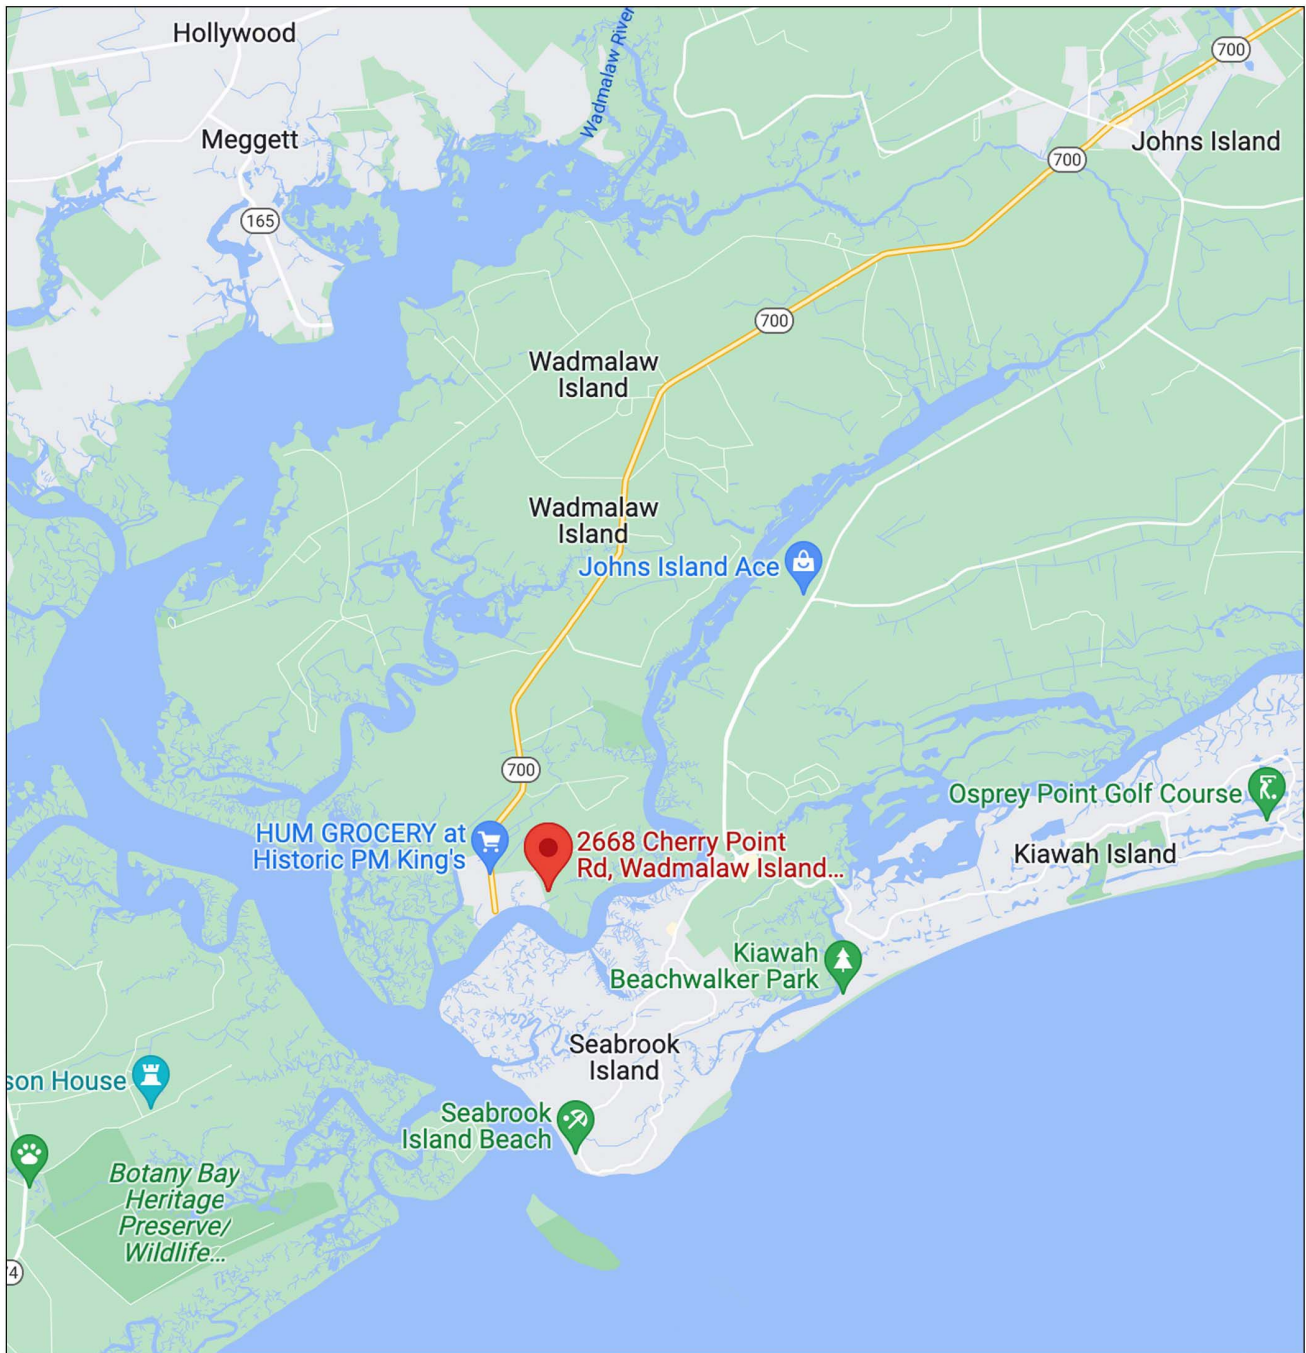 Hollywood
Wadmalaw River
700
Meggett
Johns Island
700
165
700
Wadmalaw
Island
Wadmalaw
Island
Johns Island Ace
700
Osprey Point Golf Course
HUM GROCERY at
Historic PM King's
2668 Cherry Point
Rd, Wadmalaw Island...
Kiawah Island
Kiawah
Beachwalker Park
Seabrook
Island
son House
Seabrook
Island Beach
Botany Bay
Heritage
Preserve/
Wildlife...
74